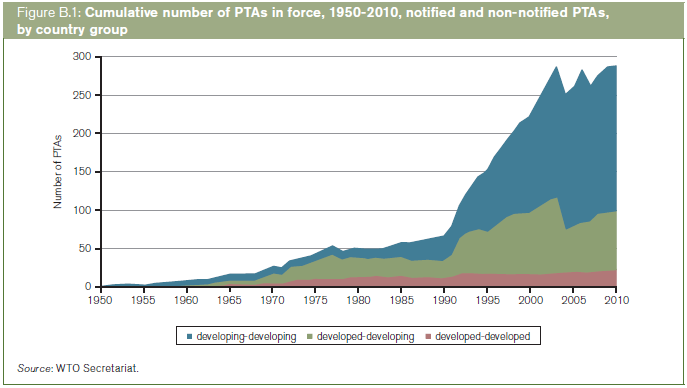 Figure B.1: Cumulative number of PTAs in force, 1950-2010, notified and non-notified PTAs,
by country group
300
250
200
150
100
50
0
Number of PTAs
1950 1955 1960 1965 1970 1975 1980 1985 1990 1995 2000 2005 2010
developing-developing developed-developing developed-developed
Source: WTO Secretariat.